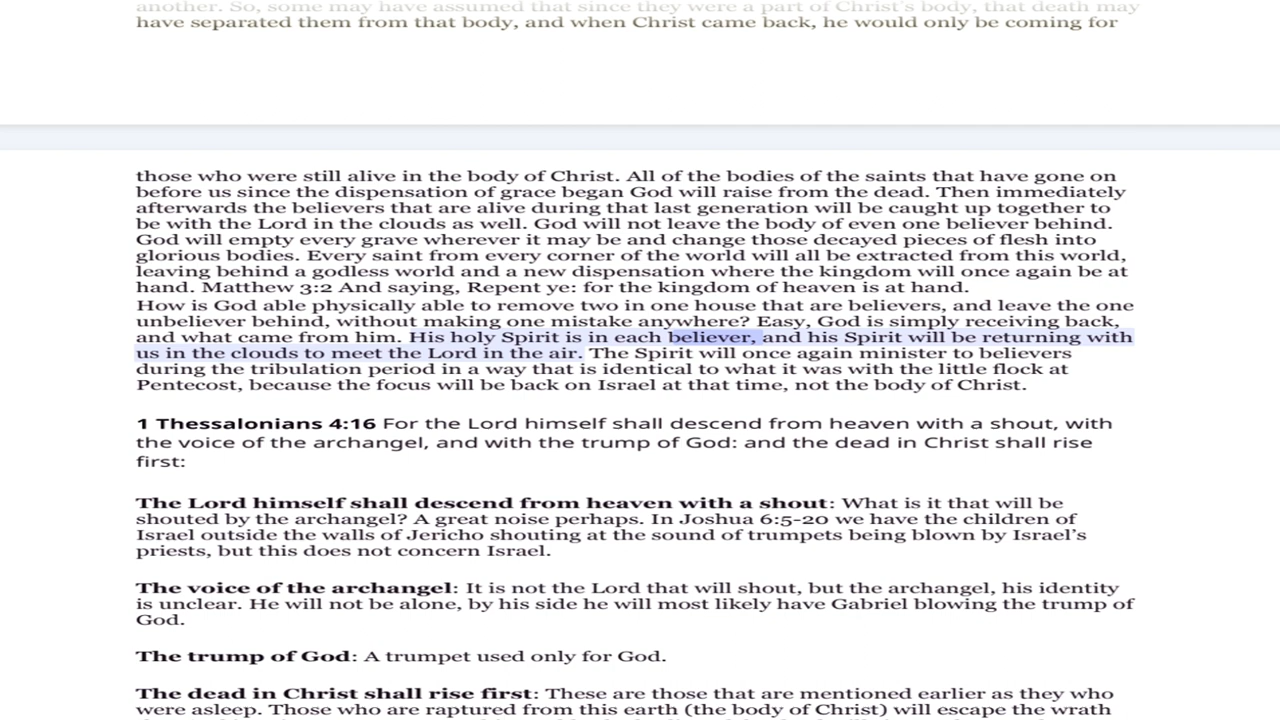 another. So, some may have assumed that since they were a part of Christ's body, that death may
have separated them from that body, and when Christ came back, he would only be coming for
those who were still alive in the body of Christ. All of the bodies of the saints that have gone on
before us since the dispensation of grace began God will raise from the dead. Then immediately
afterwards the believers that are alive during that last generation will be caught up together to
be with the Lord in the clouds as well. God will not leave the body of even one believer behind.
God will empty every grave wherever it may be and change those decayed pieces of flesh into
glorious bodies. Every saint from every corner of the world will all be extracted from this world,
leaving behind a godless world and a new dispensation where the kingdom will once again be at
hand. Matthew 3:2 And saying, Repent ye: for the kingdom of heaven is at hand.
How is God able physically able to remove two in one house that are believers, and leave the one
unbeliever behind, without making one mistake anywhere? Easy, God is simply receiving back,
and what came from him. His holy Spirit is in each believer, and his Spirit will be returning with
us in the clouds to meet the Lord in the air. The Spirit will once again minister to believers
during the tribulation period in a way that is identical to what it was with the little flock at
Pentecost, because the focus will be back on Israel at that time, not the body of Christ.
1 Thessalonians 4:16 For the Lord himself shall descend from heaven with a shout, with
the voice of the archangel, and with the trump of God: and the dead in Christ shall rise
first:
The Lord himself shall descend from heaven with a shout: What is it that will be
shouted by the archangel? A great noise perhaps. In Joshua 6:5-20 we have the children of
Israel outside the walls of Jericho shouting at the sound of trumpets being blown by Israel's
priests, but this does not concern Israel.
The voice of the archangel: It is not the Lord that will shout, but the archangel, his identity
is unclear. He will not be alone, by his side he will most likely have Gabriel blowing the trump of
God.
The trump of God: A trumpet used only for God.
The dead in Christ shall rise first: These are those that are mentioned earlier as they who
were asleep. Those who are raptured from this earth (the body of Christ) will escape the wrath